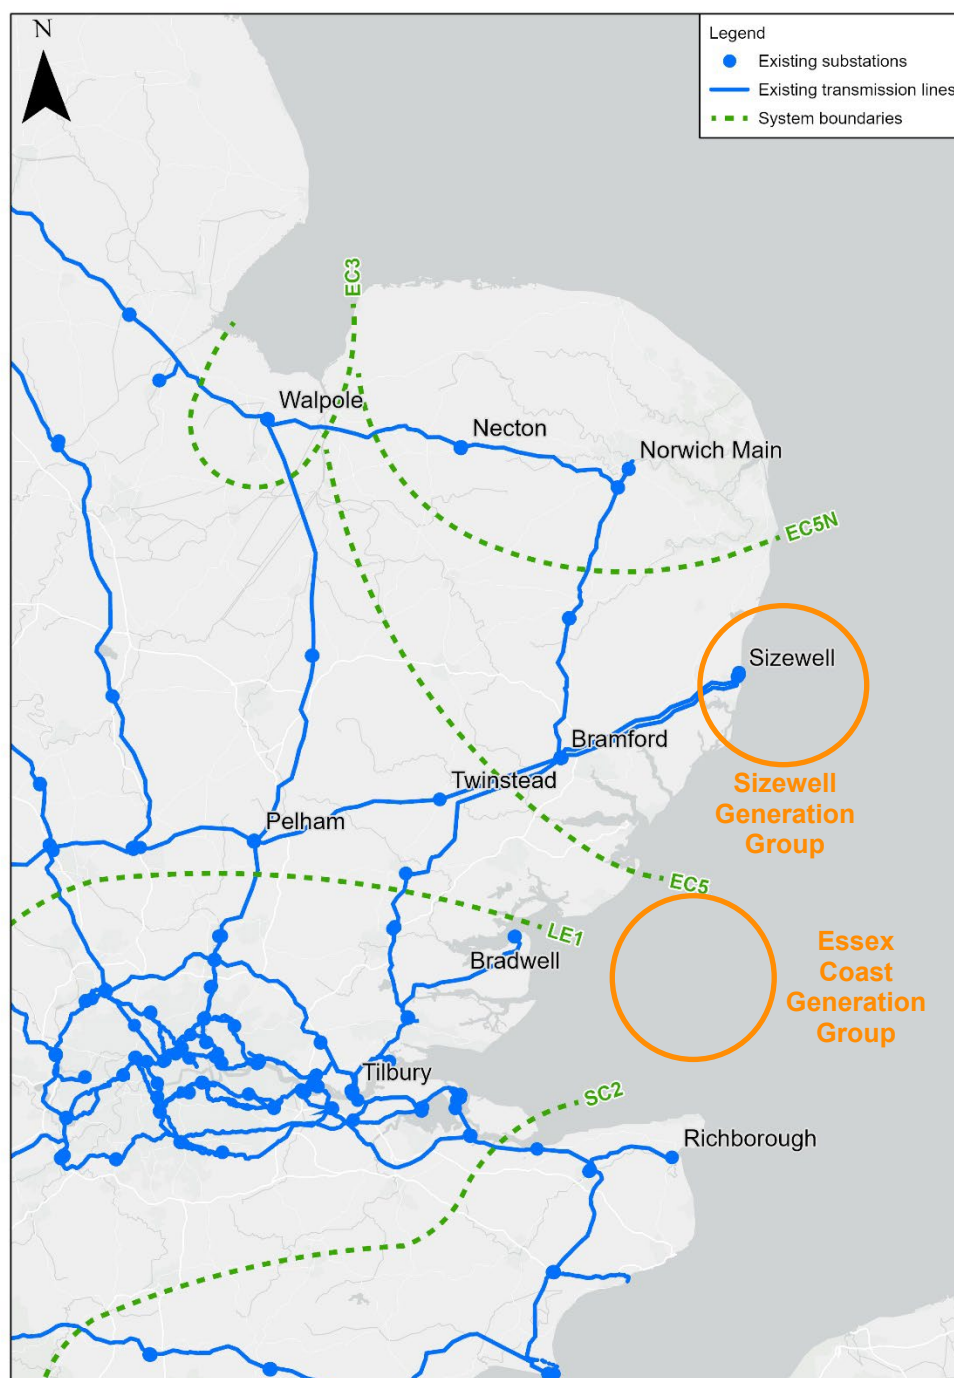 N
Legend
Existing substations
Existing transmission lines
System boundaries
EC3
Walpole
Necton
Norwich Main
EC5N
Sizewell
Bramford
Twinstead
Sizewell
Generation
Group
Pelham
EC5
LE1
Bradwell
Essex
Coast
Generation
Group
Tilbury
SC2
Richborough